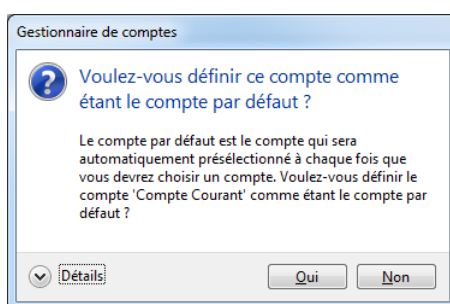 Gestionnaire de comptes
Voulez-vous définir ce compte comme
étant le compte par défaut ?
Le compte par défaut est le compte qui sera
automatiquement présélectionné à chaque fois que
vous devrez choisir un compte. Voulez-vous définir le
compte 'Compte Courant' comme étant le compte par
défaut ?
Détails
Oui
Non